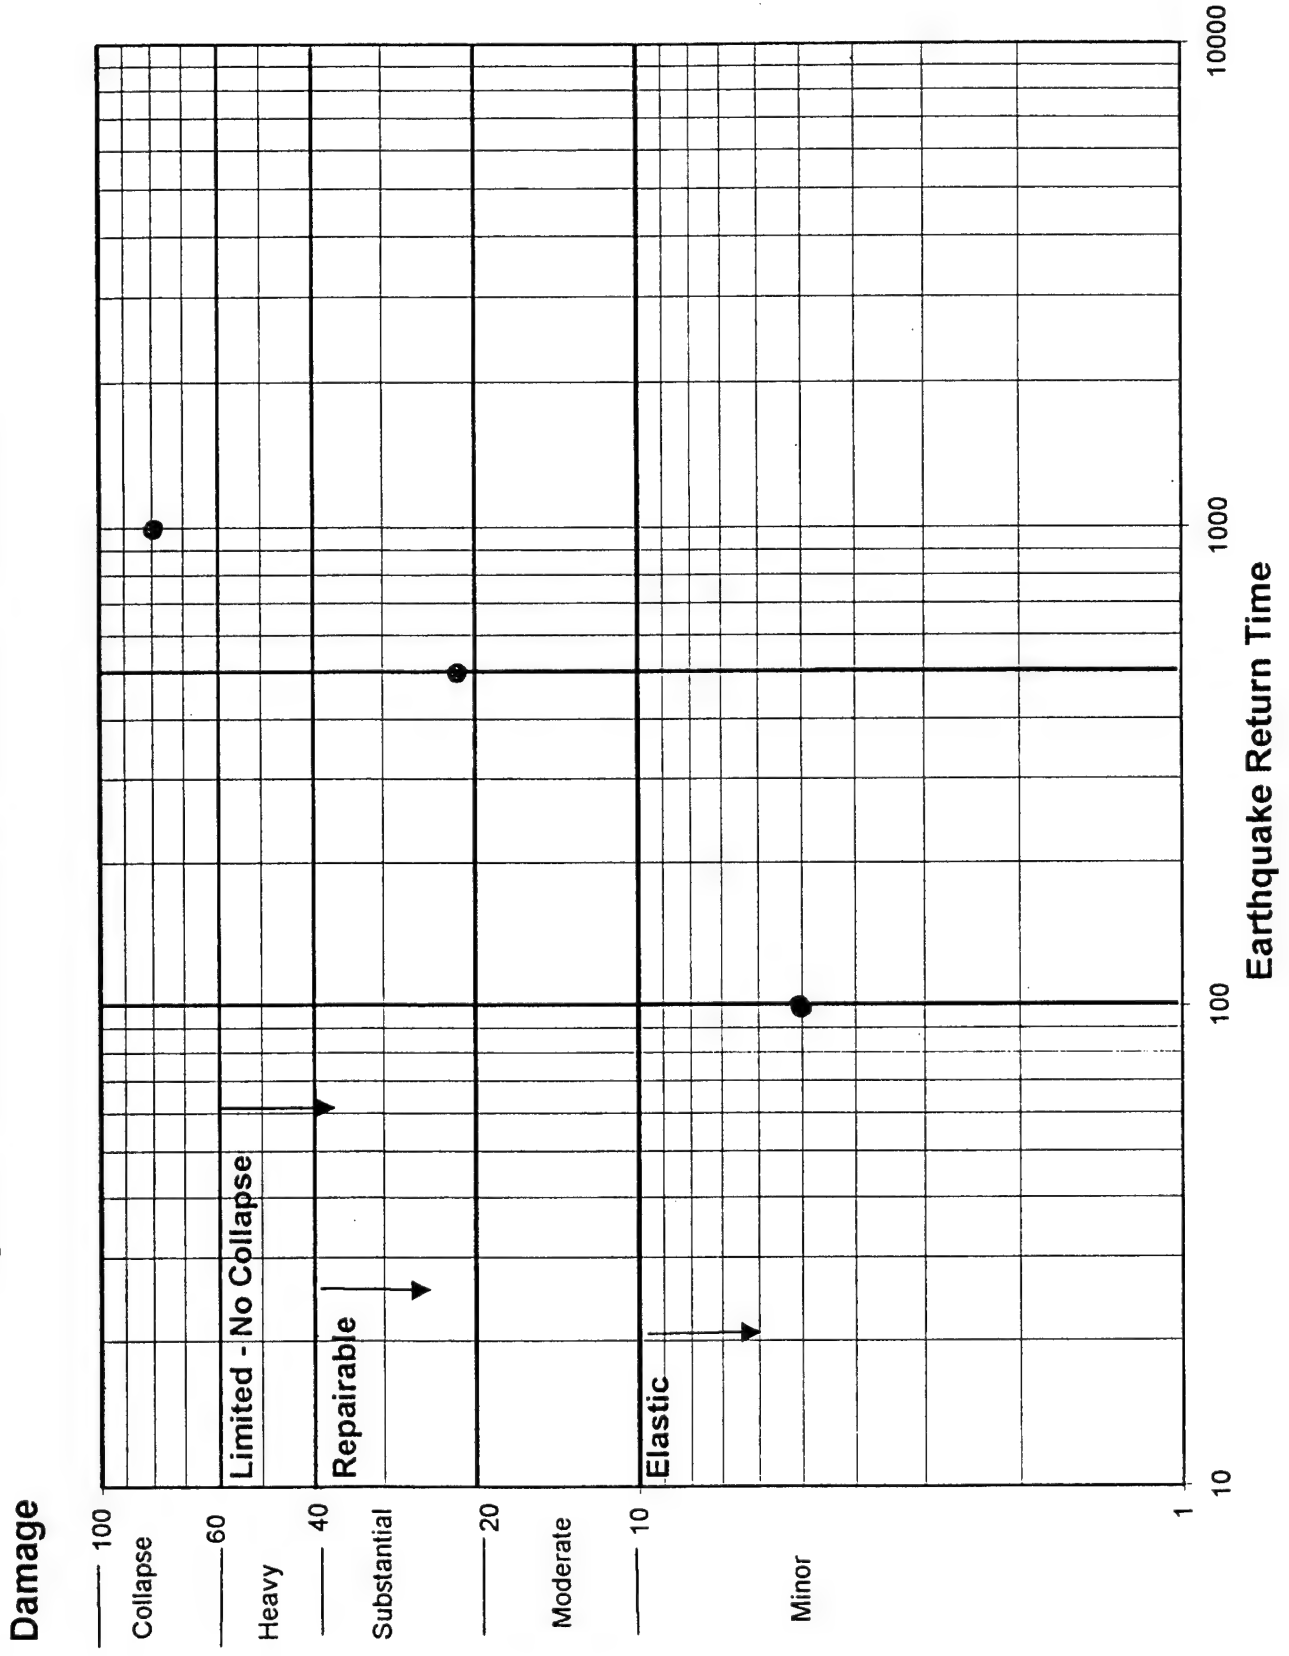 Damage
100
Collapse
60
Heavy
40
Substantial
20
Moderate
10
Minor
1
Limited - No Collapse
Repairable
Elastic
10
100
1000
10000
Earthquake Return Time